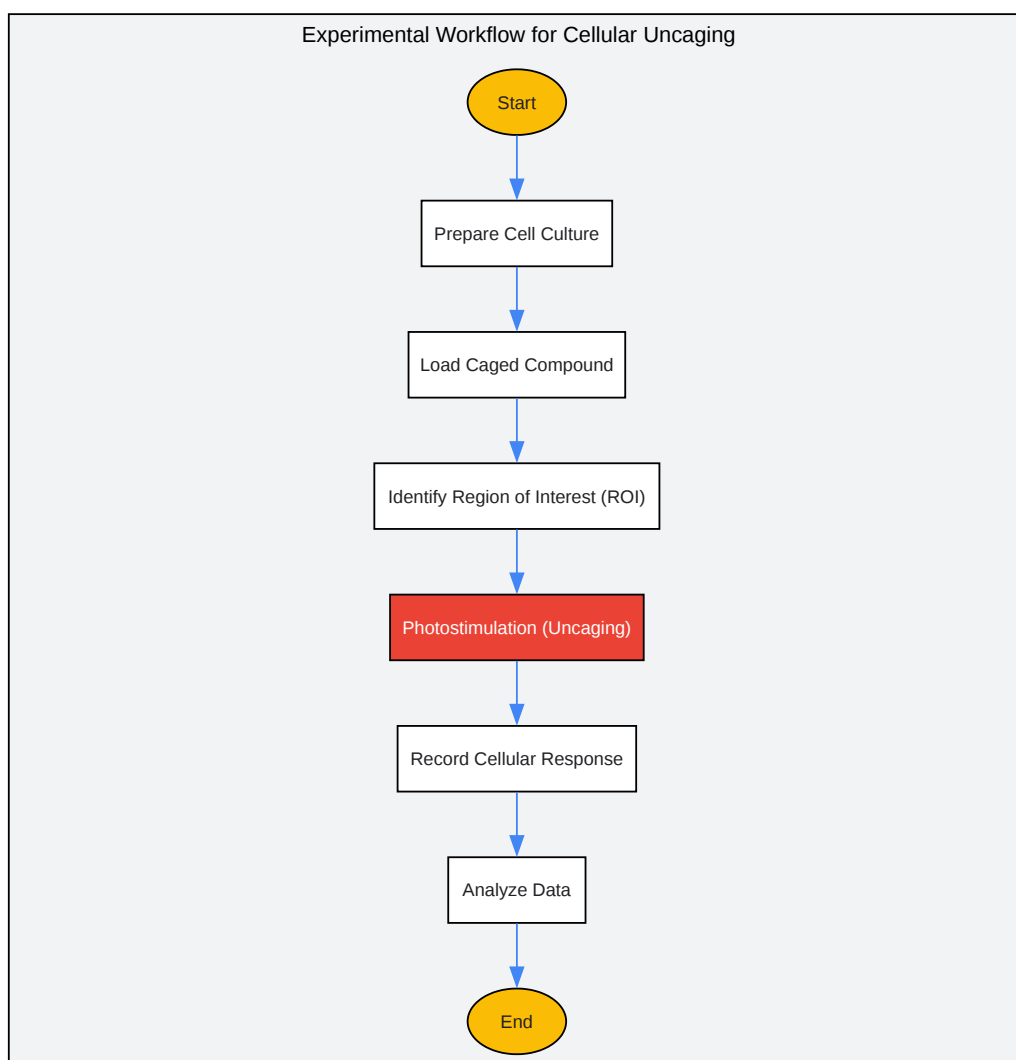 Experimental Workflow for Cellular Uncaging
Start
Prepare Cell Culture
Load Caged Compound
Identify Region of Interest (ROI)
Photostimulation (Uncaging)
Record Cellular Response
Analyze Data
End